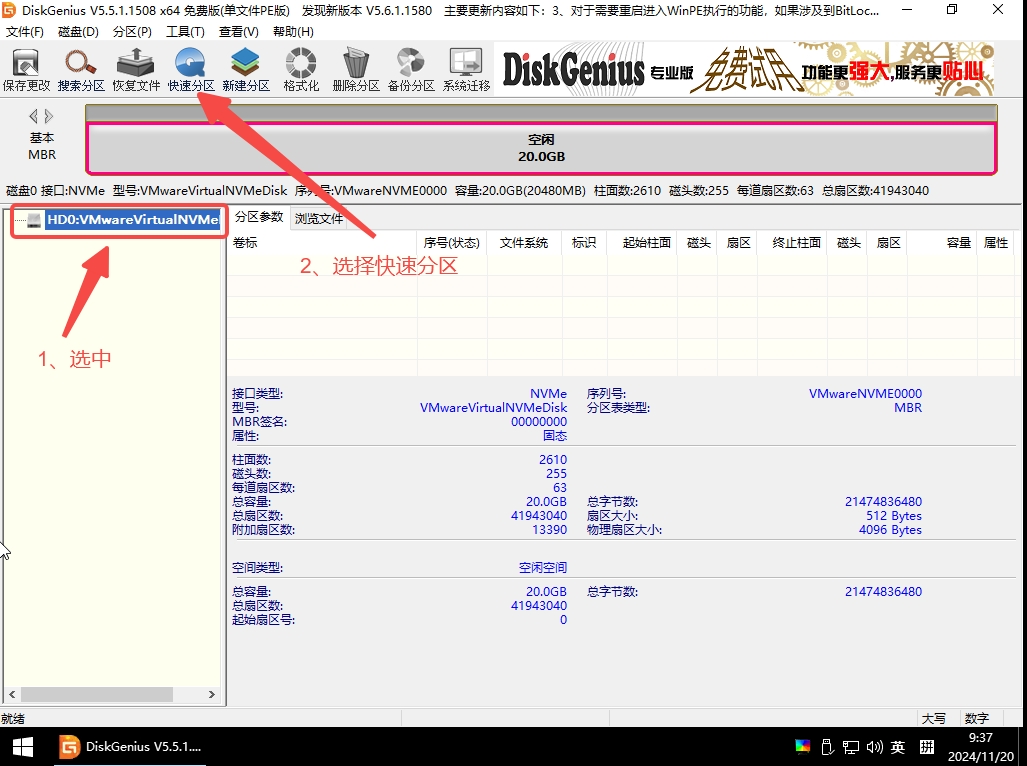 DiskGenius V5.5.1.1508 x64 免费版(单文件PE版) 发现新版本 V5.6.1.1580 主要更新内容如下：3、对于需要重启进入WinPE执行的功能，如果涉及到BitLoc...
文件(F) 磁盘(D) 分区(P) 工具(T) 查看(V) 帮助(H)
保存更改 搜索分区 恢复文件 快速分区 新建分区 格式化 删除分区 备份分区 系统迁移
DiskGenius 专业版 免费试用 功能更强大,服务更贴心
基本
MBR
空闲
20.0GB
磁盘0 接口:NVMe 型号:VMwareVirtualNVMeDisk 序列号:VMwareNVME0000 容量:20.0GB(20480MB) 柱面数:2610 磁头数:255 每道扇区数:63 总扇区数:41943040
HD0:VMwareVirtualNVMe
分区参数 浏览文件
卷标 序号(状态) 文件系统 标识 起始柱面 磁头 扇区 终止柱面 磁头 扇区 容量 属性
2、选择快速分区
1、选中
接口类型: NVMe 序列号: VMwareNVME0000
型号: VMwareVirtualNVMeDisk 分区表类型: MBR
MBR签名: 00000000
属性: 固态
柱面数: 2610
磁头数: 255
每道扇区数: 63
总容量: 20.0GB 总字节数: 21474836480
总扇区数: 41943040 扇区大小: 512 Bytes
附加扇区数: 13390 物理扇区大小: 4096 Bytes
空间类型: 空闲空间
总容量: 20.0GB 总字节数: 21474836480
总扇区数: 41943040
起始扇区号: 0
就绪 大写 数字
DiskGenius V5.5.1.... 英 拼 9:37
2024/11/20